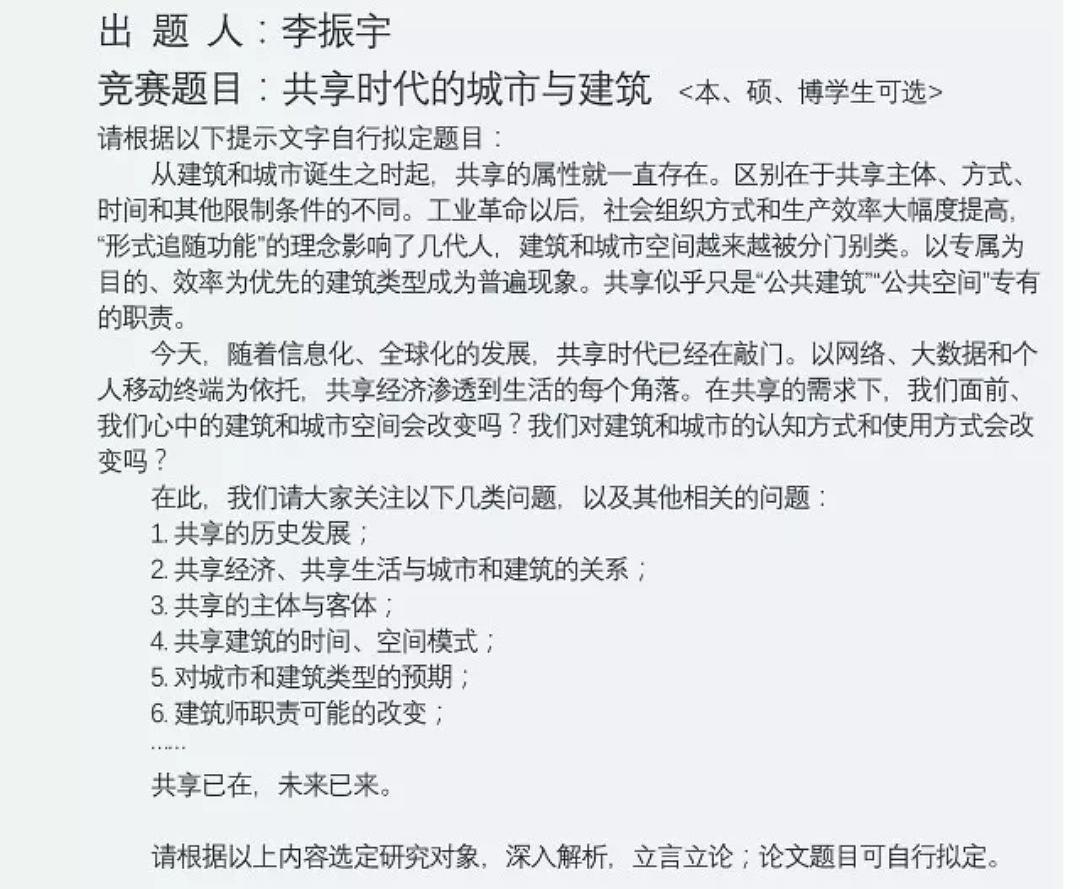 出 题 人：李振宇
竞赛题目：共享时代的城市与建筑 <本、硕、博学生可选>
请根据以下提示文字自行拟定题目：
从建筑和城市诞生之时起，共享的属性就一直存在。区别在于共享主体、方式、
时间和其他限制条件的不同。工业革命以后，社会组织方式和生产效率大幅度提高，
“形式追随功能”的理念影响了几代人，建筑和城市空间越来越被分门别类。以专属为
目的、效率为优先的建筑类型成为普遍现象。共享似乎只是“公共建筑”“公共空间”专有
的职责。
今天，随着信息化、全球化的发展，共享时代已经在敲门。以网络、大数据和个
人移动终端为依托，共享经济渗透到生活的每个角落。在共享的需求下，我们面前、
我们心中的建筑和城市空间会改变吗？我们对建筑和城市的认知方式和使用方式会改
变吗？
在此，我们请大家关注以下几类问题，以及其他相关的问题：
1. 共享的历史发展；
2. 共享经济、共享生活与城市和建筑的关系；
3. 共享的主体与客体；
4. 共享建筑的时间、空间模式；
5. 对城市和建筑类型的预期；
6. 建筑师职责可能的改变；
……
共享已在，未来已来。
请根据以上内容选定研究对象，深入解析，立言立论；论文题目可自行拟定。